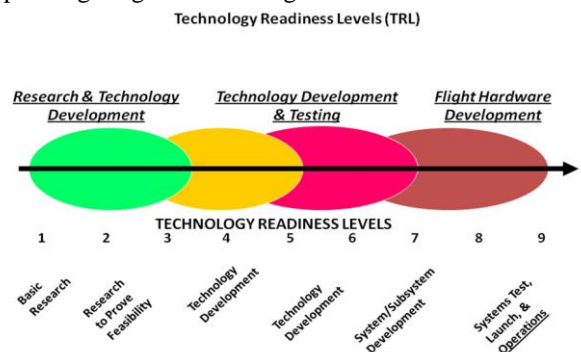 Technology Readiness Levels (TRL)
Research & Technology
Development
Technology Development
& Testing
Flight Hardware
Development
TECHNOLOGY READINESS LEVELS
1 2 3 4 5 6 7 8 9
Basic
Research
Research
to Prove
Feasibility
Technology
Development
Technology
Development
System/Subsystem
Development
Systems Test,
Launch, &
Operations